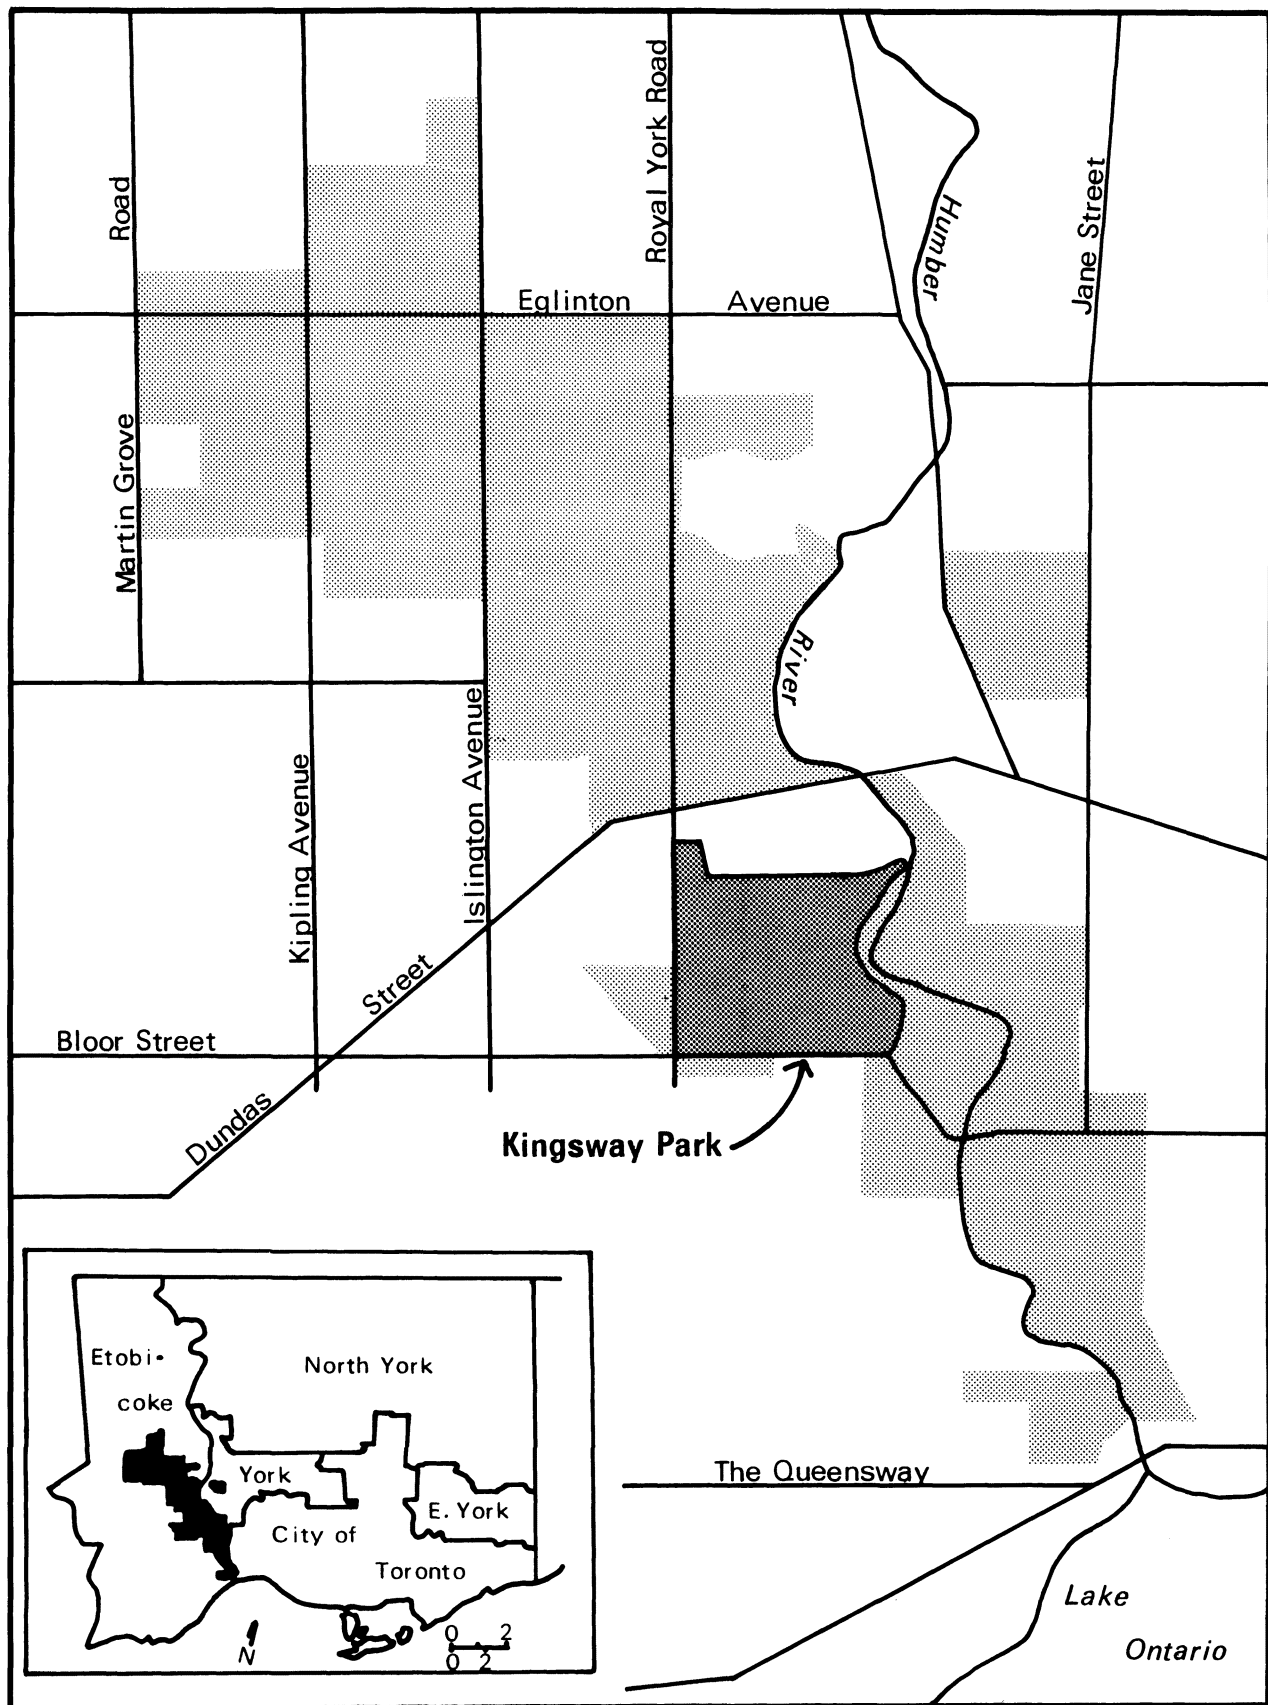 Royal York Road
Road
Jane Street
Humber
Eglinton
Avenue
Martin Grove
River
Islington Avenue
Kipling Avenue
Street
Bloor Street
Dundas
Kingsway Park
Etobi-
coke
North York
York
E. York
City of
Toronto
N
0 2
0 2
The Queensway
Lake
Ontario